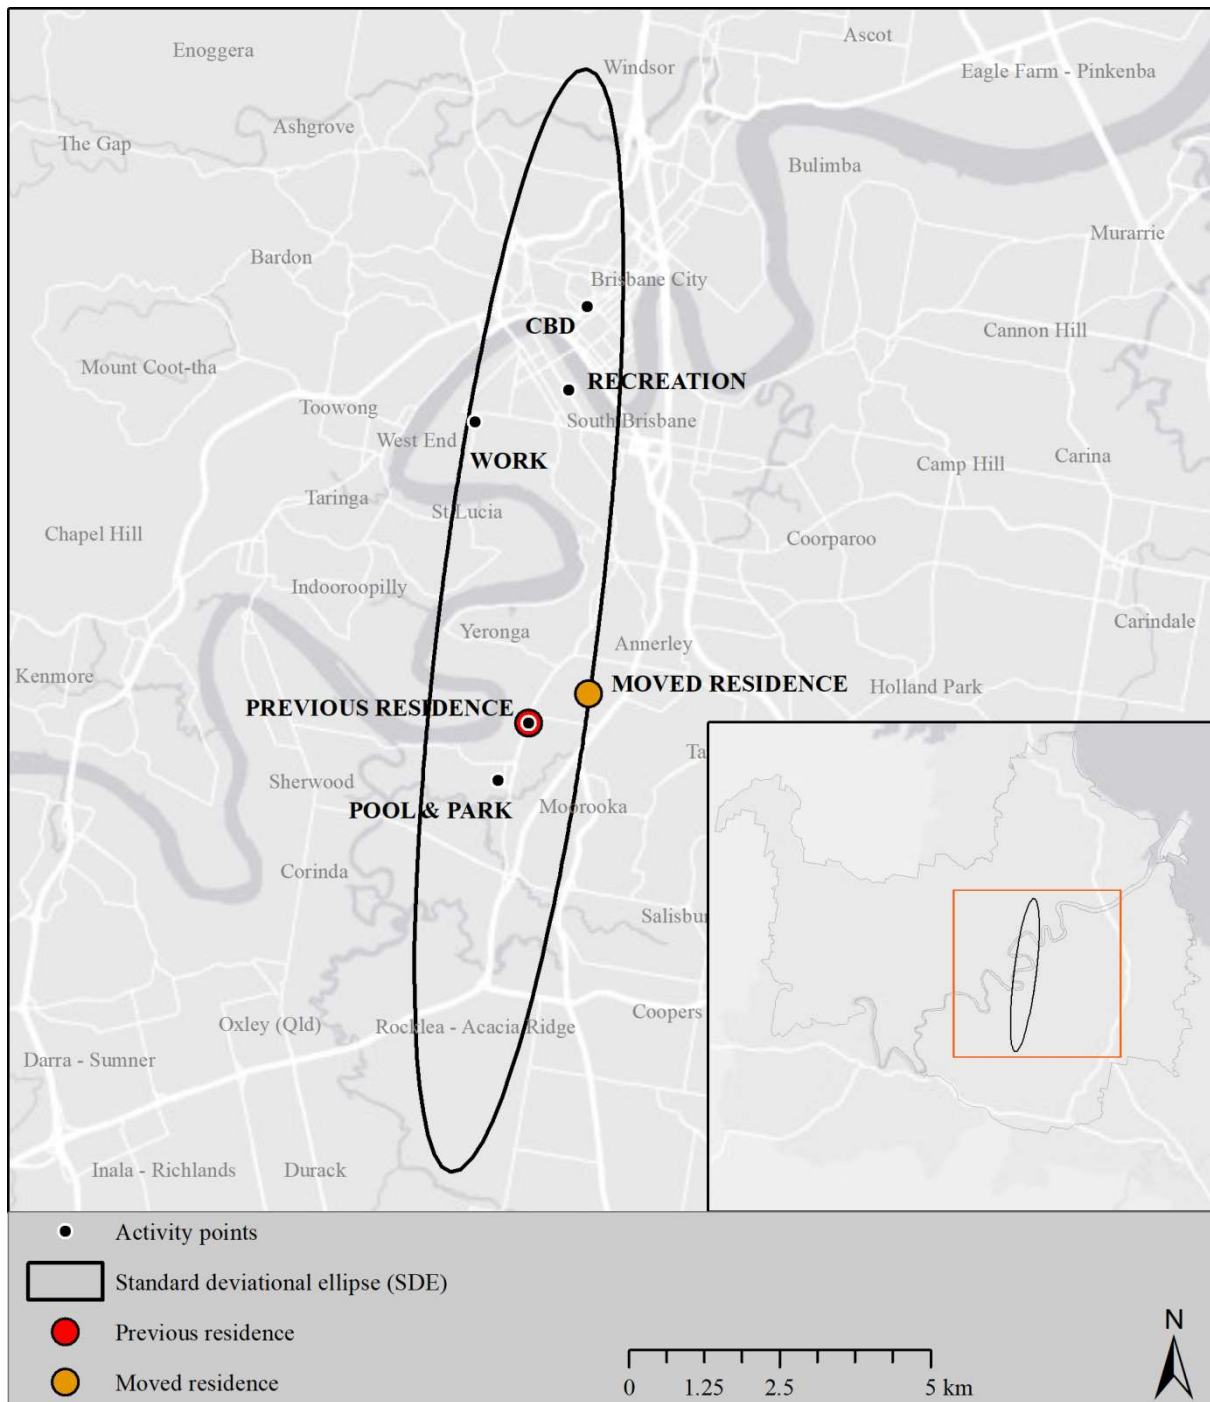 Ascot
Enoggera
Windsor
Eagle Farm - Pinkenba
Ashgrove
The Gap
Bulimba
Murarrie
Bardon
Brisbane City
CBD
Cannon Hill
Mount Coot-tha
RECREATION
Toowong
South Brisbane
West End
WORK
Camp Hill
Carina
Taringa
St Lucia
Chapel Hill
Coorparoo
Indooroopilly
Carindale
Yeronga
Annerley
Kenmore
MOVED RESIDENCE
Holland Park
PREVIOUS RESIDENCE
Ta
Sherwood
POOL & PARK
Moorooka
Corinda
Salisbur
Coopers
Oxley (Qld)
Rocklea - Acacia Ridge
Darra - Sumner
Inala - Richlands
Durack
Activity points
Standard deviational ellipse (SDE)
Previous residence
Moved residence
N
0 1.25 2.5 5 km